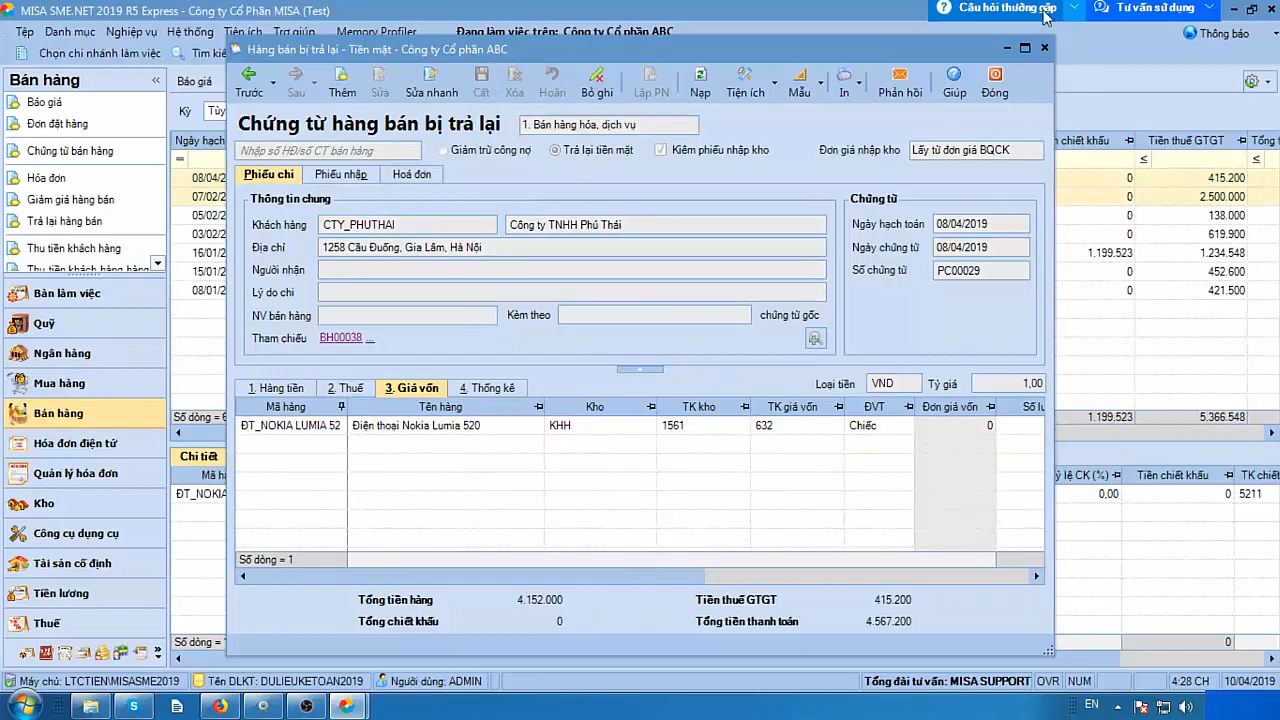 MISA SME.NET 2019 R5 Express - Công ty Cổ Phần MISA (Test)
Câu hỏi thường gặp
Tư vấn sử dụng
Tệp Danh mục Nghiệp vụ
Tiện ích
Trợ giúp
Memory Profiler
Đang làm việc trên: Công ty Cổ phần ABC
Thông báo
Chọn chi nhánh làm việc
Tìm ki
Hàng bán bị trả lại - Tiền mặt - Công ty Cổ phần ABC
Bán hàng
Báo giá
Trước Sau Thêm Sửa Sửa nhanh Cất Xóa Hoãn Bỏ ghi Lập PN Nạp Tiện ích Mẫu In Phản hồi Giúp Đóng
Báo giá
Đơn đặt hàng
Chứng từ bán hàng
Hóa đơn
Giảm giá hàng bán
Trả lại hàng bán
Thu tiền khách hàng
Thu tiền khách hàng hàng
Kỳ Tùy
Ngày hạch
08/04
07/02
05/02
03/02
16/01
15/01
08/01
Chứng từ hàng bán bị trả lại
1. Bán hàng hóa, dịch vụ
Nhập số HĐ/số CT bán hàng
Giảm trừ công nợ
Trả lại tiền mặt
Kiêm phiếu nhập kho
Đơn giá nhập kho
Lấy từ đơn giá BQCK
Phiếu chi Phiếu nhập Hoá đơn
Thông tin chung
Khách hàng CTY_PHUTHAI Công ty TNHH Phú Thái
Địa chỉ 1258 Cầu Đuống, Gia Lâm, Hà Nội
Người nhận
Lý do chi
NV bán hàng
Kèm theo
chứng từ gốc
Tham chiếu BH00038 ...
Chứng từ
Ngày hạch toán 08/04/2019
Ngày chứng từ 08/04/2019
Số chứng từ PC00029
chiết khấu Tiền thuế GTGT Tổng t
≤ ≤
0 415.200
0 2.500.000
0 138.000
0 619.900
1.199.523 1.234.548
0 452.600
0 421.500
1.199.523 5.366.548
1. Hàng tiền 2. Thuế 3. Giá vốn 4. Thống kê
Loại tiền VND Tỷ giá 1,00
Mã hàng Tên hàng Kho TK kho TK giá vốn ĐVT Đơn giá vốn Số lư
ĐT_NOKIA LUMIA 52 Điện thoại Nokia Lumia 520 KHH 1561 632 Chiếc 0
Số dòng = 1
Tổng tiền hàng 4.152.000 Tiền thuế GTGT 415.200
Tổng chiết khấu 0 Tổng tiền thanh toán 4.567.200
Bàn làm việc
Quỹ
Ngân hàng
Mua hàng
Bán hàng
Hóa đơn điện tử
Quản lý hóa đơn
Kho
Công cụ dụng cụ
Tài sản cố định
Tiền lương
Thuế
Số dòng = 6
Chi tiết
Mã h
ĐT_NOKIA
Số dòng =
ỷ lệ CK (%) Tiền chiết khấu TK chiết
0,00 0 5211
0
Máy chủ: LTCTIEN\MISASME2019
Tên DLKT: DULIEUKETOAN2019
Người dùng: ADMIN
Tổng đài tư vấn: MISA SUPPORT
OVR NUM 4:28 CH 10/04/2019
EN